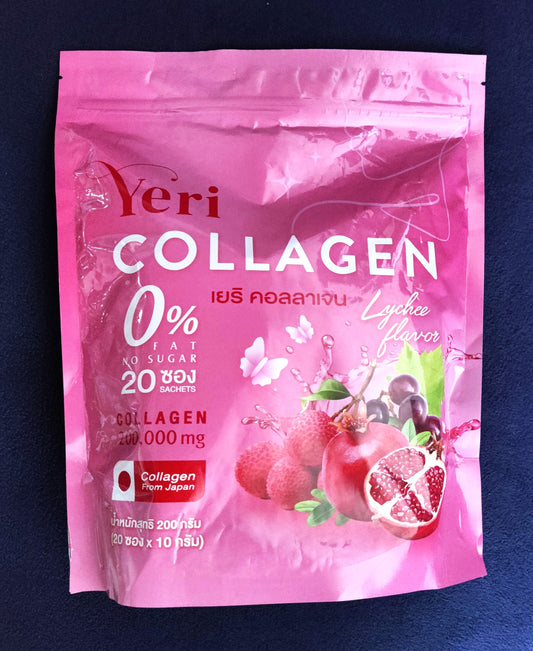 Yeri
COLLAGEN
เยริ คอลลาเจน
Lychee
flavor
0%
FAT
NO SUGAR
20 ซอง
SACHETS
COLLAGEN
200,000 mg
Collagen
From Japan
น้ำหนักสุทธิ 200 กรัม
(20 ซอง x 10 กรัม)